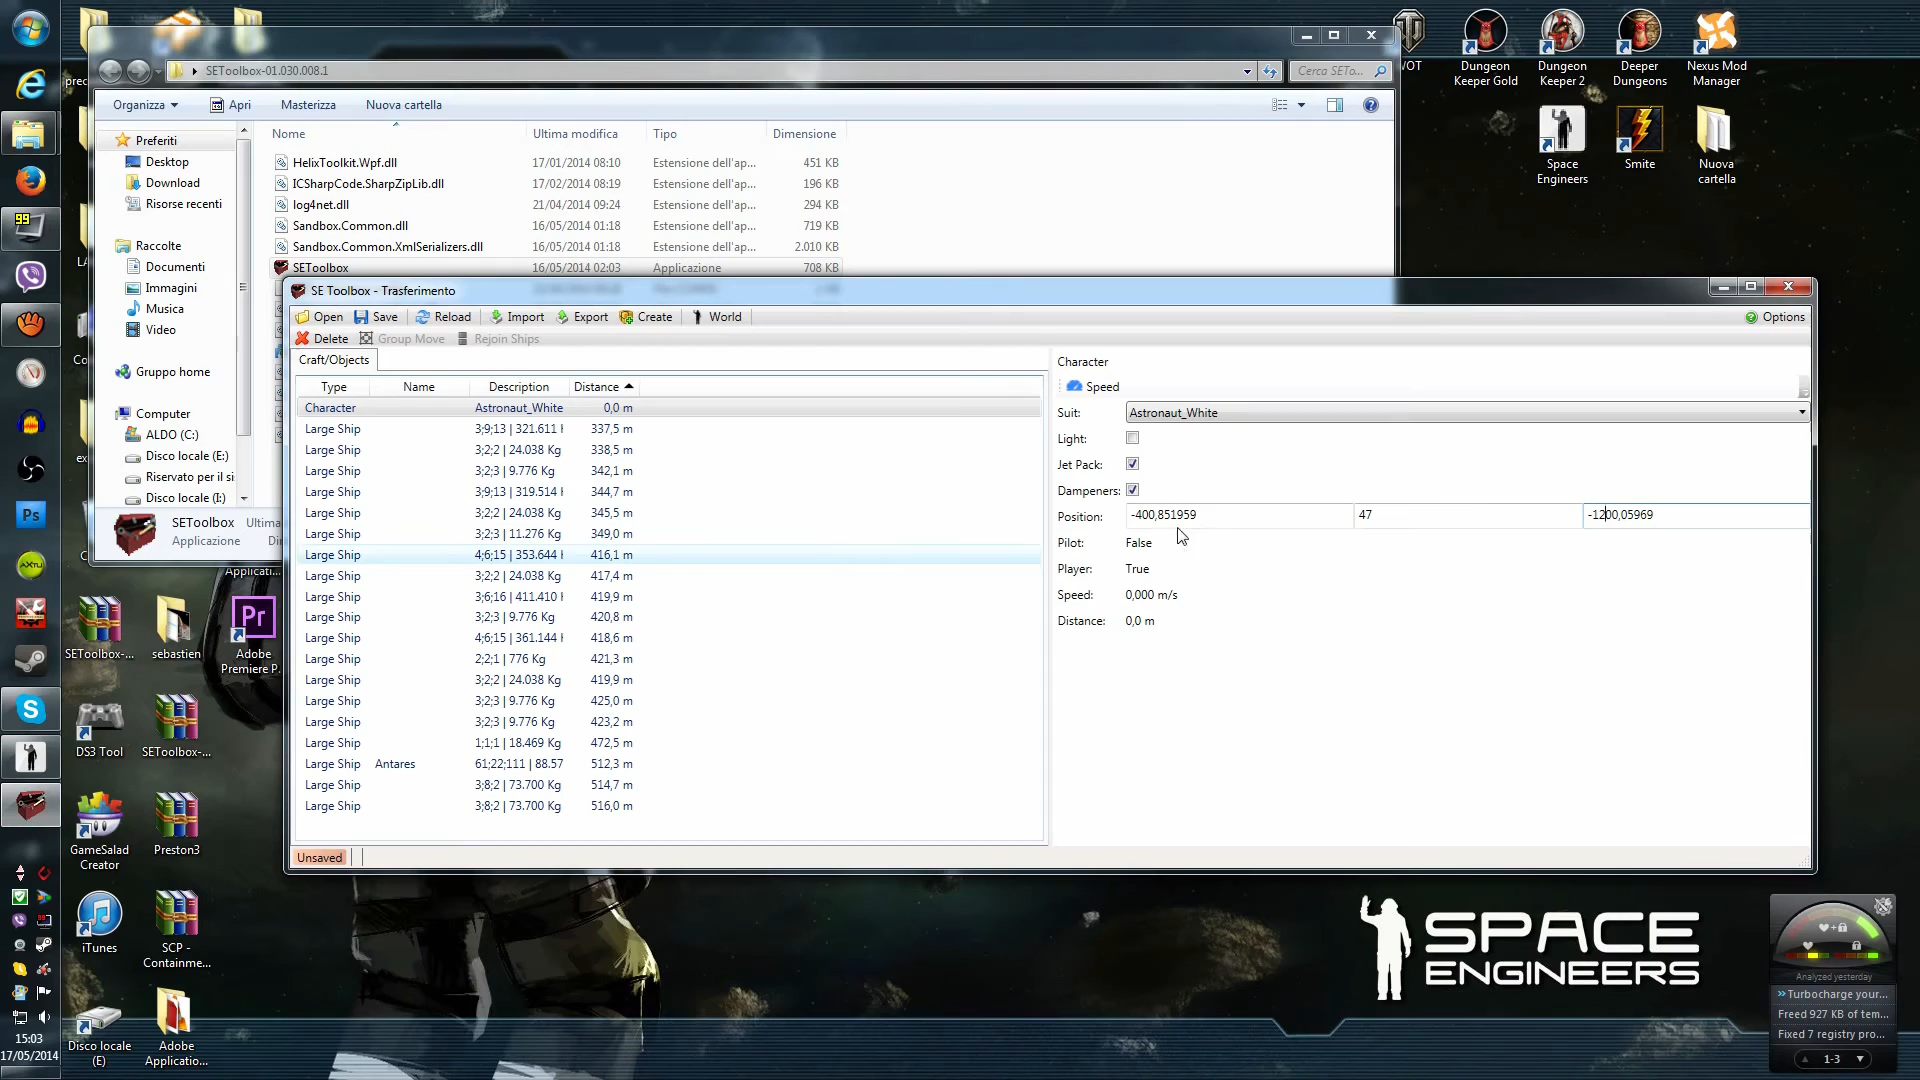 SEToolbox-01.030.008.1
Cerca SETo...
Organizza
Apri
Masterizza
Nuova cartella
Nome
Ultima modifica
Tipo
Dimensione
Preferiti
Desktop
Download
Risorse recenti
Raccolte
Documenti
Immagini
Musica
Video
Gruppo home
Computer
ALDO (C:)
Disco locale (E:)
Riservato per il si
Disco locale (I:)
HelixToolkit.Wpf.dll 17/01/2014 08:10 Estensione dell'ap... 451 KB
ICSharpCode.SharpZipLib.dll 17/02/2014 08:19 Estensione dell'ap... 196 KB
log4net.dll 21/04/2014 09:24 Estensione dell'ap... 294 KB
Sandbox.Common.dll 16/05/2014 01:18 Estensione dell'ap... 719 KB
Sandbox.Common.XmlSerializers.dll 16/05/2014 01:18 Estensione dell'ap... 2.010 KB
SEToolbox 16/05/2014 02:03 Applicazione 708 KB
SEToolbox Ultima
Applicazione
SE Toolbox - Trasferimento
Open Save Reload Import Export Create World Options
Delete Group Move Rejoin Ships
Craft/Objects
Type Name Description Distance
Character Astronaut_White 0,0 m
Large Ship 3;9;13 | 321.611 337,5 m
Large Ship 3;2;2 | 24.038 Kg 338,5 m
Large Ship 3;2;3 | 9.776 Kg 342,1 m
Large Ship 3;9;13 | 319.514 344,7 m
Large Ship 3;2;2 | 24.038 Kg 345,5 m
Large Ship 3;2;3 | 11.276 Kg 349,0 m
Large Ship 4;6;15 | 353.644 416,1 m
Large Ship 3;2;2 | 24.038 Kg 417,4 m
Large Ship 3;6;16 | 411.410 419,9 m
Large Ship 3;2;3 | 9.776 Kg 420,8 m
Large Ship 4;6;15 | 361.144 418,6 m
Large Ship 2;2;1 | 776 Kg 421,3 m
Large Ship 3;2;2 | 24.038 Kg 419,9 m
Large Ship 3;2;3 | 9.776 Kg 425,0 m
Large Ship 3;2;3 | 9.776 Kg 423,2 m
Large Ship 1;1;1 | 18.469 Kg 472,5 m
Large Ship Antares 61;22;111 | 88.57 512,3 m
Large Ship 3;8;2 | 73.700 Kg 514,7 m
Large Ship 3;8;2 | 73.700 Kg 516,0 m
Unsaved
Character
Speed
Suit: Astronaut_White
Light:
Jet Pack:
Dampeners:
Position: -400,851959 47 -1200,05969
Pilot: False
Player: True
Speed: 0,000 m/s
Distance: 0,0 m
Dungeon Keeper Gold
Dungeon Keeper 2
Deeper Dungeons
Nexus Mod Manager
Space Engineers
Smite
Nuova cartella
SEToolbox-...
sebastien
Adobe Premiere P...
DS3 Tool
SEToolbox-...
GameSalad Creator
Preston3
iTunes
SCP - Containme...
Disco locale (E)
Adobe Applicatio...
99
15:03
17/05/2014
SPACE
ENGINEERS
Analyzed yesterday
Turbocharge your...
Freed 927 KB of tem...
Fixed 7 registry pro...
1-3